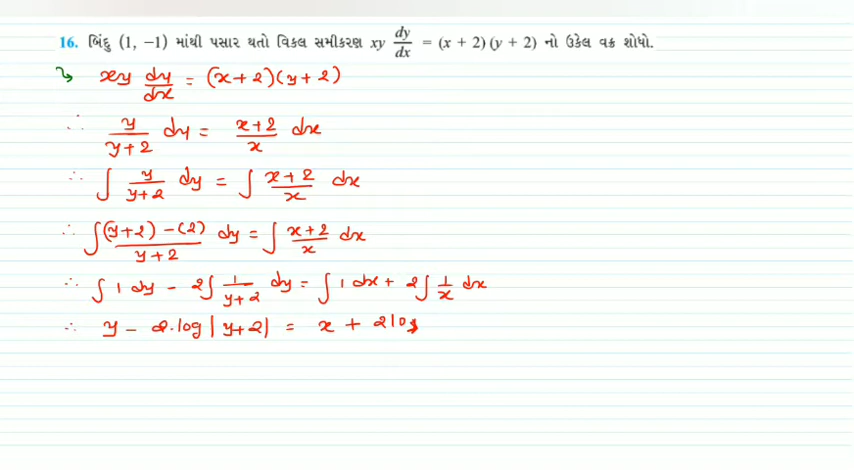 16. બિંદુ (1, −1) માંથી પસાર થતો વિકલ સમીકરણ xy dy/dx = (x + 2) (y + 2) નો ઉકેલ વક્ર શોધો.
xy dy/dx = (x+2)(y+2)
∴ y/(y+2) dy = (x+2)/x dx
∴ ∫ y/(y+2) dy = ∫ (x+2)/x dx
∴ ∫ ((y+2) −(2))/(y+2) dy = ∫ (x+2)/x dx
∴ ∫ 1 dy − 2∫ 1/(y+2) dy = ∫ 1 dx + 2∫ 1/x dx
∴ y − 2.log|y+2| = x + 2log